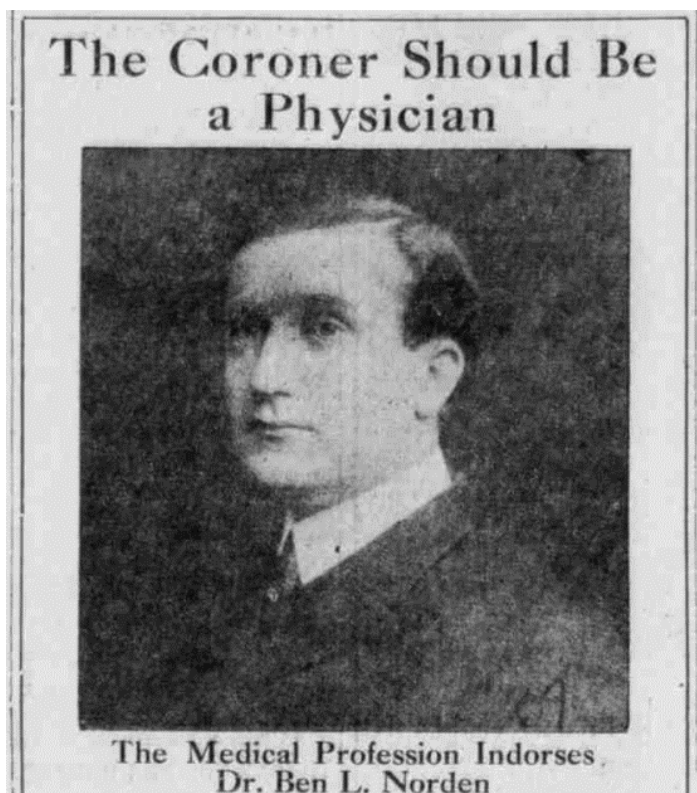 The Coroner Should Be
a Physician
The Medical Profession Indorses
Dr. Ben L. Norden